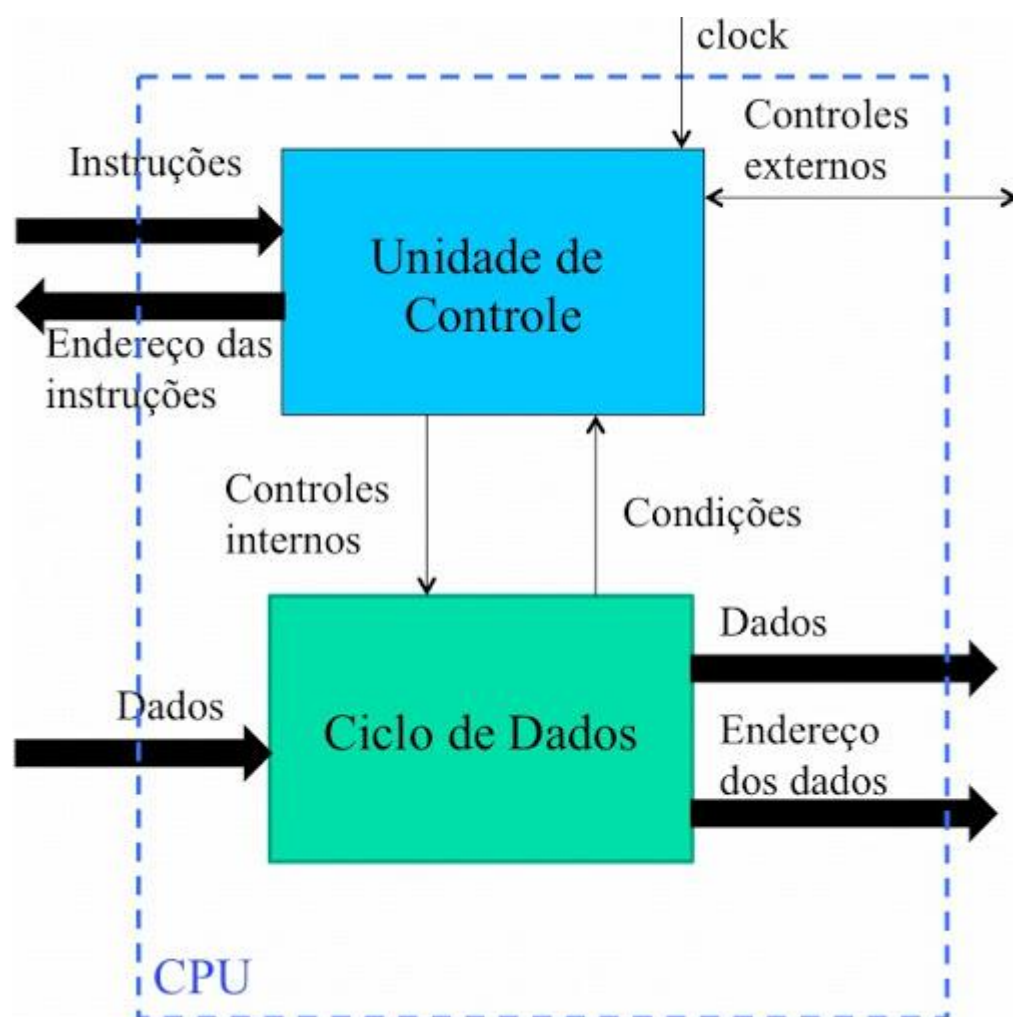 clock
Controles
externos
Instruções
Unidade de
Controle
Endereço das
instruções
Controles
internos
Condições
Dados
Dados
Ciclo de Dados
Endereço
dos dados
CPU